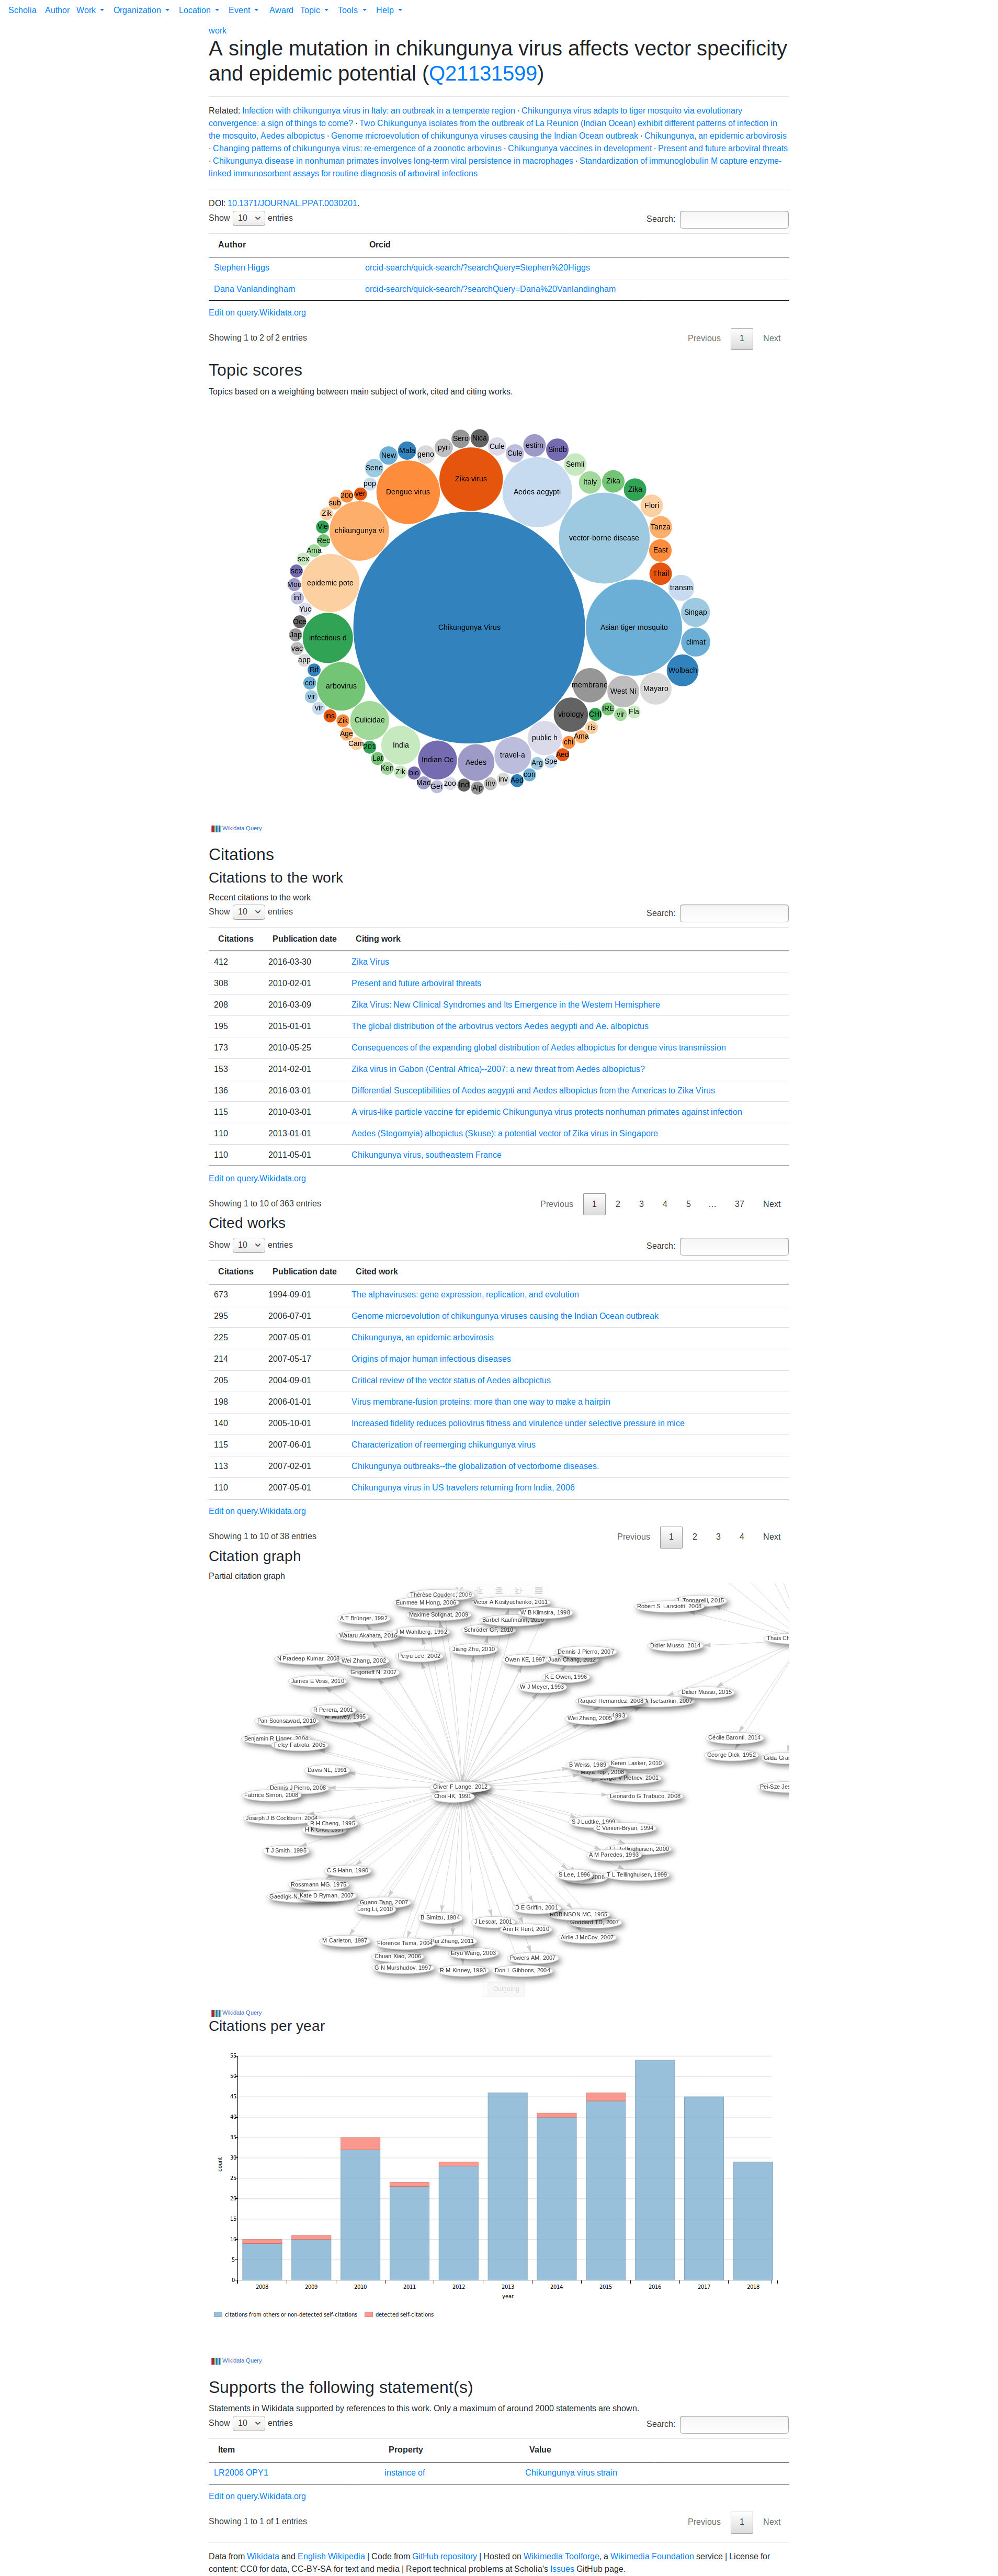 Scholia Author Work Organization Location Event Award Topic Tools Help
work
A single mutation in chikungunya virus affects vector specificity
and epidemic potential (Q21131599)
Related: Infection with chikungunya virus in Italy: an outbreak in a temperate region · Chikungunya virus adapts to tiger mosquito via evolutionary
convergence: a sign of things to come? · Two Chikungunya isolates from the outbreak of La Reunion (Indian Ocean) exhibit different patterns of infection in
the mosquito, Aedes albopictus · Genome microevolution of chikungunya viruses causing the Indian Ocean outbreak · Chikungunya, an epidemic arbovirosis
· Changing patterns of chikungunya virus: re-emergence of a zoonotic arbovirus · Chikungunya vaccines in development · Present and future arboviral threats
· Chikungunya disease in nonhuman primates involves long-term viral persistence in macrophages · Standardization of immunoglobulin M capture enzyme-
linked immunosorbent assays for routine diagnosis of arboviral infections
DOI: 10.1371/JOURNAL.PPAT.0030201.
Show 10 entries Search:
Author Orcid
Stephen Higgs orcid-search/quick-search/?searchQuery=Stephen%20Higgs
Dana Vanlandingham orcid-search/quick-search/?searchQuery=Dana%20Vanlandingham
Edit on query.Wikidata.org
Showing 1 to 2 of 2 entries Previous 1 Next
Topic scores
Topics based on a weighting between main subject of work, cited and citing works.
Chikungunya Virus
Asian tiger mosquito
vector-borne disease
Aedes aegypti
Zika virus
Dengue virus
chikungunya vi
epidemic pote
infectious d
arbovirus
Culicidae
India
Indian Oc
Aedes
travel-a
public h
virology
membrane
West Ni
Mayaro
Wolbach
climat
Singap
transm
Thail
East
Tanza
Flori
Zika
Zika
Italy
Semli
Sindb
estim
Cule
Cule
Nica
Sero
pyn
geno
Mala
New
Sene
pop
ver
200
sub
Zik
Vie
Rec
Ama
sex
sex
Mou
inf
Yuc
Oce
Jap
vac
app
Rif
col
vir
vir
ins
Zik
Age
Cam
201
Lat
Ken
Zik
bio
Mad
Ger
zoo
Ind
Alp
inv
inv
Aed
con
Arg
Spe
Aed
chi
Ama
ris
CHI
IRE
vir
Fla
Wikidata Query
Citations
Citations to the work
Recent citations to the work
Show 10 entries Search:
Citations Publication date Citing work
412 2016-03-30 Zika Virus
308 2010-02-01 Present and future arboviral threats
208 2016-03-09 Zika Virus: New Clinical Syndromes and Its Emergence in the Western Hemisphere
195 2015-01-01 The global distribution of the arbovirus vectors Aedes aegypti and Ae. albopictus
173 2010-05-25 Consequences of the expanding global distribution of Aedes albopictus for dengue virus transmission
153 2014-02-01 Zika virus in Gabon (Central Africa)--2007: a new threat from Aedes albopictus?
136 2016-03-01 Differential Susceptibilities of Aedes aegypti and Aedes albopictus from the Americas to Zika Virus
115 2010-03-01 A virus-like particle vaccine for epidemic Chikungunya virus protects nonhuman primates against infection
110 2013-01-01 Aedes (Stegomyia) albopictus (Skuse): a potential vector of Zika virus in Singapore
110 2011-05-01 Chikungunya virus, southeastern France
Edit on query.Wikidata.org
Showing 1 to 10 of 363 entries Previous 1 2 3 4 5 … 37 Next
Cited works
Show 10 entries Search:
Citations Publication date Cited work
673 1994-09-01 The alphaviruses: gene expression, replication, and evolution
295 2006-07-01 Genome microevolution of chikungunya viruses causing the Indian Ocean outbreak
225 2007-05-01 Chikungunya, an epidemic arbovirosis
214 2007-05-17 Origins of major human infectious diseases
205 2004-09-01 Critical review of the vector status of Aedes albopictus
198 2006-01-01 Virus membrane-fusion proteins: more than one way to make a hairpin
140 2005-10-01 Increased fidelity reduces poliovirus fitness and virulence under selective pressure in mice
115 2007-06-01 Characterization of reemerging chikungunya virus
113 2007-02-01 Chikungunya outbreaks--the globalization of vectorborne diseases.
110 2007-05-01 Chikungunya virus in US travelers returning from India, 2006
Edit on query.Wikidata.org
Showing 1 to 10 of 38 entries Previous 1 2 3 4 Next
Citation graph
Partial citation graph
Thérèse Couderc, 2009
Eunmee M Hong, 2006
Victor A Kostyuchenko, 2011
Maxime Solignat, 2009
W B Klimstra, 1998
Bärbel Kaufmann, 2010
A T Brünger, 1992
J M Wahlberg, 1992
Schröder GF, 2010
Wataru Akahata, 2010
Robert S. Lanciotti, 2008
Didier Musso, 2014
Jiang Zhu, 2010
Peiyu Lee, 2002
Dennis J Pierro, 2007
Juan Chang, 2012
Owen KE, 1997
N Pradeep Kumar, 2008
Wei Zhang, 2002
Grigorieff N, 2007
K E Owen, 1996
James E Voss, 2010
W J Meyer, 1993
Didier Musso, 2015
Raquel Hernandez, 2008
Tsetsarkin, 2007
R Perera, 2001
Pan Soonsawad, 2010
Wei Zhang, 2005
Cécile Baronti, 2014
Felcy Fabiola, 2005
George Dick, 1952
B Weiss, 1989
Keren Lasker, 2010
Davis NL, 1991
Oliver F Lange, 2012
Dennis J Pierro, 2008
Fabrice Simon, 2008
Choi HK, 1991
Leonardo G Trabuco, 2008
R H Cheng, 1995
S J Ludtke, 1999
C Vénien-Bryan, 1994
T J Smith, 1995
A M Paredes, 1993
C S Hahn, 1990
S Lee, 1996
T L Tellinghuisen, 1999
Rossmann MG, 1975
Kate D Ryman, 2007
Guann Tang, 2007
Long Li, 2010
D E Griffin, 2001
ROBINSON MC, 1955
Goddard TD, 2007
B Simizu, 1984
J Lescar, 2001
Ann R Hunt, 2010
Airlie J McCoy, 2007
M Carleton, 1997
Florence Tama, 2004
Rui Zhang, 2011
Eryu Wang, 2003
Chuan Xiao, 2006
Powers AM, 2007
G N Murshudov, 1997
R M Kinney, 1993
Don L Gibbons, 2004
Outgoing
Wikidata Query
Citations per year
55
50
45
40
35
30
25
20
15
10
5
0
count
2008 2009 2010 2011 2012 2013 2014 2015 2016 2017 2018
year
citations from others or non-detected self-citations detected self-citations
Wikidata Query
Supports the following statement(s)
Statements in Wikidata supported by references to this work. Only a maximum of around 2000 statements are shown.
Show 10 entries Search:
Item Property Value
LR2006 OPY1 instance of Chikungunya virus strain
Edit on query.Wikidata.org
Showing 1 to 1 of 1 entries Previous 1 Next
Data from Wikidata and English Wikipedia | Code from GitHub repository | Hosted on Wikimedia Toolforge, a Wikimedia Foundation service | License for
content: CC0 for data, CC-BY-SA for text and media | Report technical problems at Scholia's Issues GitHub page.